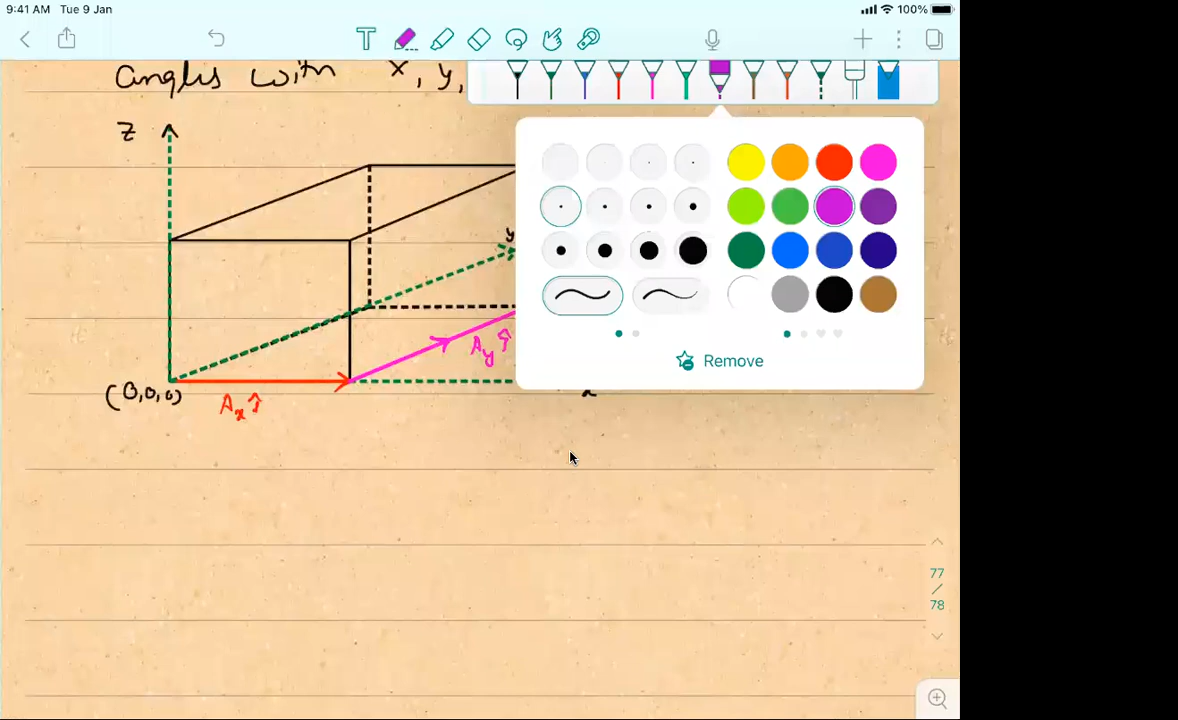 9:41 AM Tue 9 Jan 100%
Angles with x, y,
Z
y
Ay ĵ
Remove
(0,0,0)
Ax î
x
77
/
78